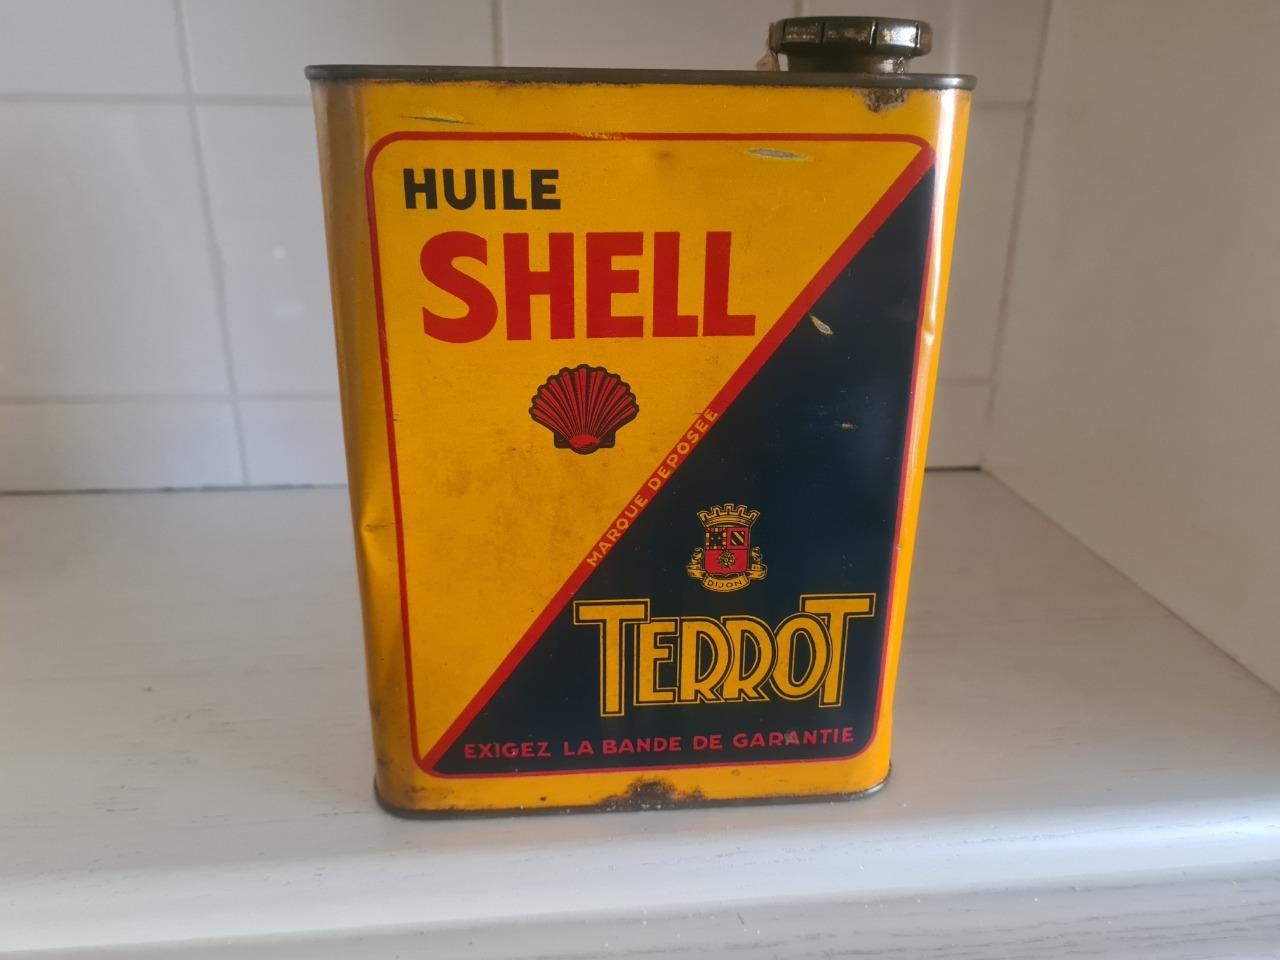 HUILE
SHELL
MARQUE DEPOSEE
DIJON
TERROT
EXIGEZ LA BANDE DE GARANTIE